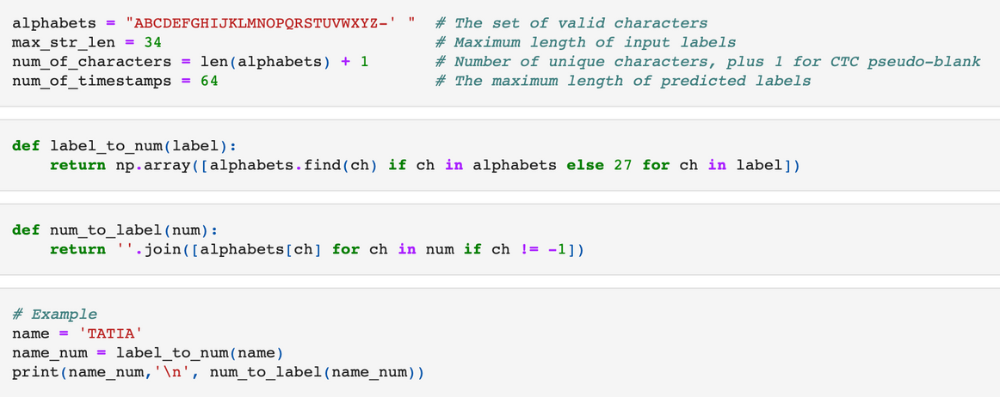 alphabets = "ABCDEFGHIJKLMNOPQRSTUVWXYZ-' "  # The set of valid characters
max_str_len = 34                             # Maximum length of input labels
num_of_characters = len(alphabets) + 1       # Number of unique characters, plus 1 for CTC pseudo-blank
num_of_timestamps = 64                       # The maximum length of predicted labels
def label_to_num(label):
    return np.array([alphabets.find(ch) if ch in alphabets else 27 for ch in label])
def num_to_label(num):
    return ''.join([alphabets[ch] for ch in num if ch != -1])
# Example
name = 'TATIA'
name_num = label_to_num(name)
print(name_num,'\n', num_to_label(name_num))